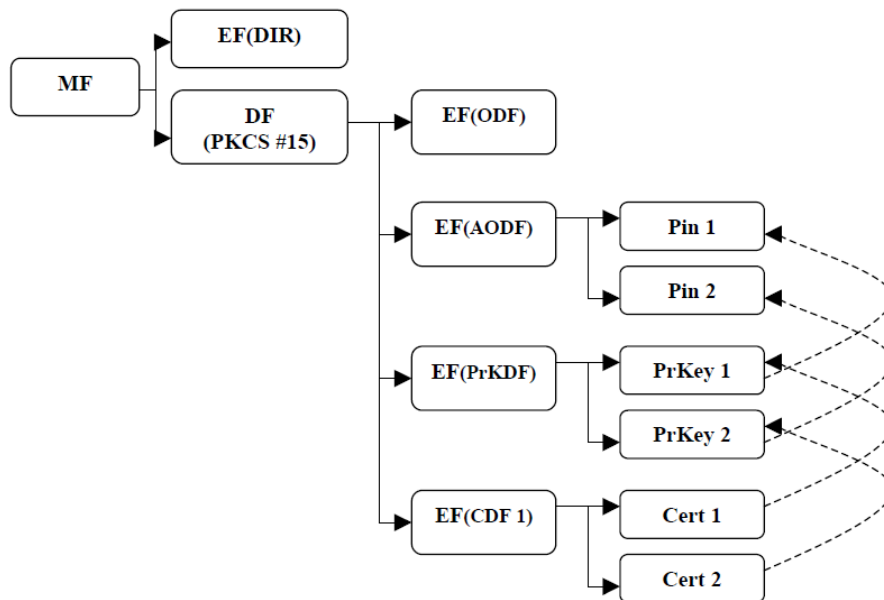 MF
EF(DIR)
DF
(PKCS #15)
EF(ODF)
EF(AODF)
Pin 1
Pin 2
EF(PrKDF)
PrKey 1
PrKey 2
EF(CDF 1)
Cert 1
Cert 2